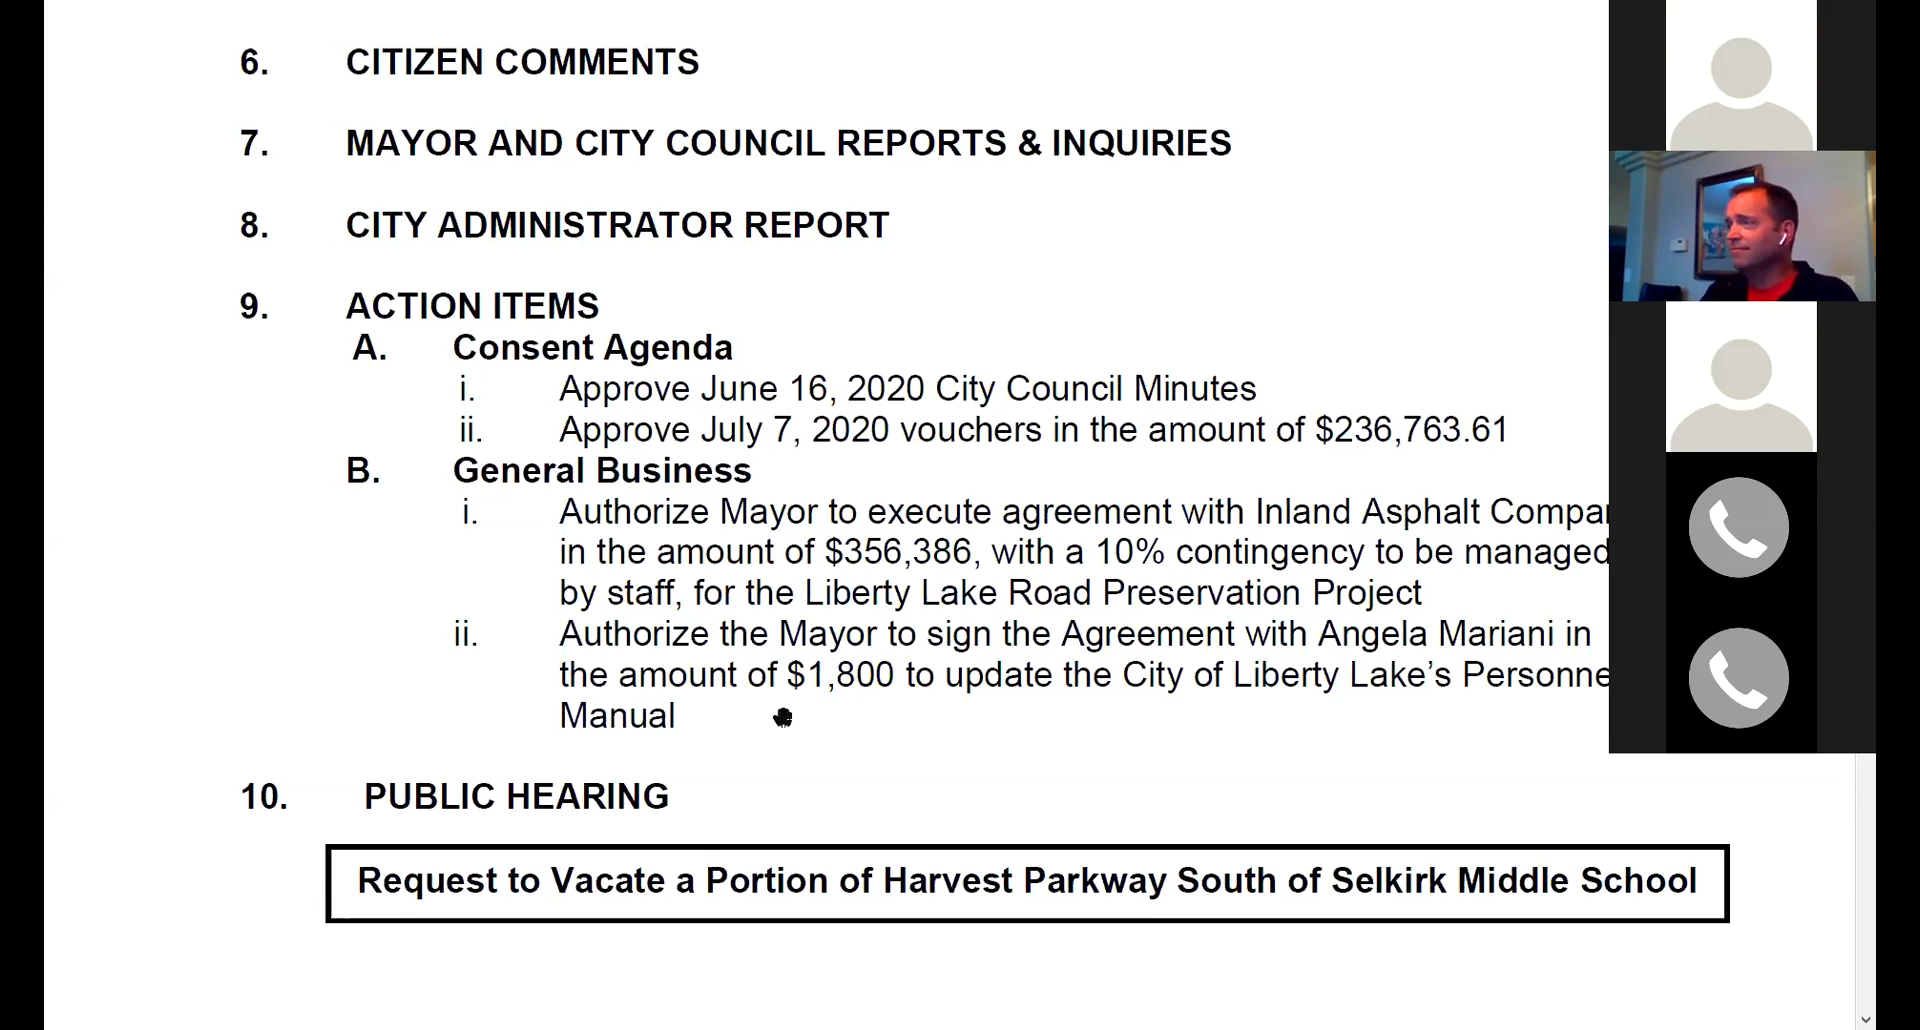 6. CITIZEN COMMENTS
7. MAYOR AND CITY COUNCIL REPORTS & INQUIRIES
8. CITY ADMINISTRATOR REPORT
9. ACTION ITEMS
A. Consent Agenda
i. Approve June 16, 2020 City Council Minutes
ii. Approve July 7, 2020 vouchers in the amount of $236,763.61
B. General Business
i. Authorize Mayor to execute agreement with Inland Asphalt Compan
in the amount of $356,386, with a 10% contingency to be managed
by staff, for the Liberty Lake Road Preservation Project
ii. Authorize the Mayor to sign the Agreement with Angela Mariani in
the amount of $1,800 to update the City of Liberty Lake’s Personne
Manual
10. PUBLIC HEARING
Request to Vacate a Portion of Harvest Parkway South of Selkirk Middle School